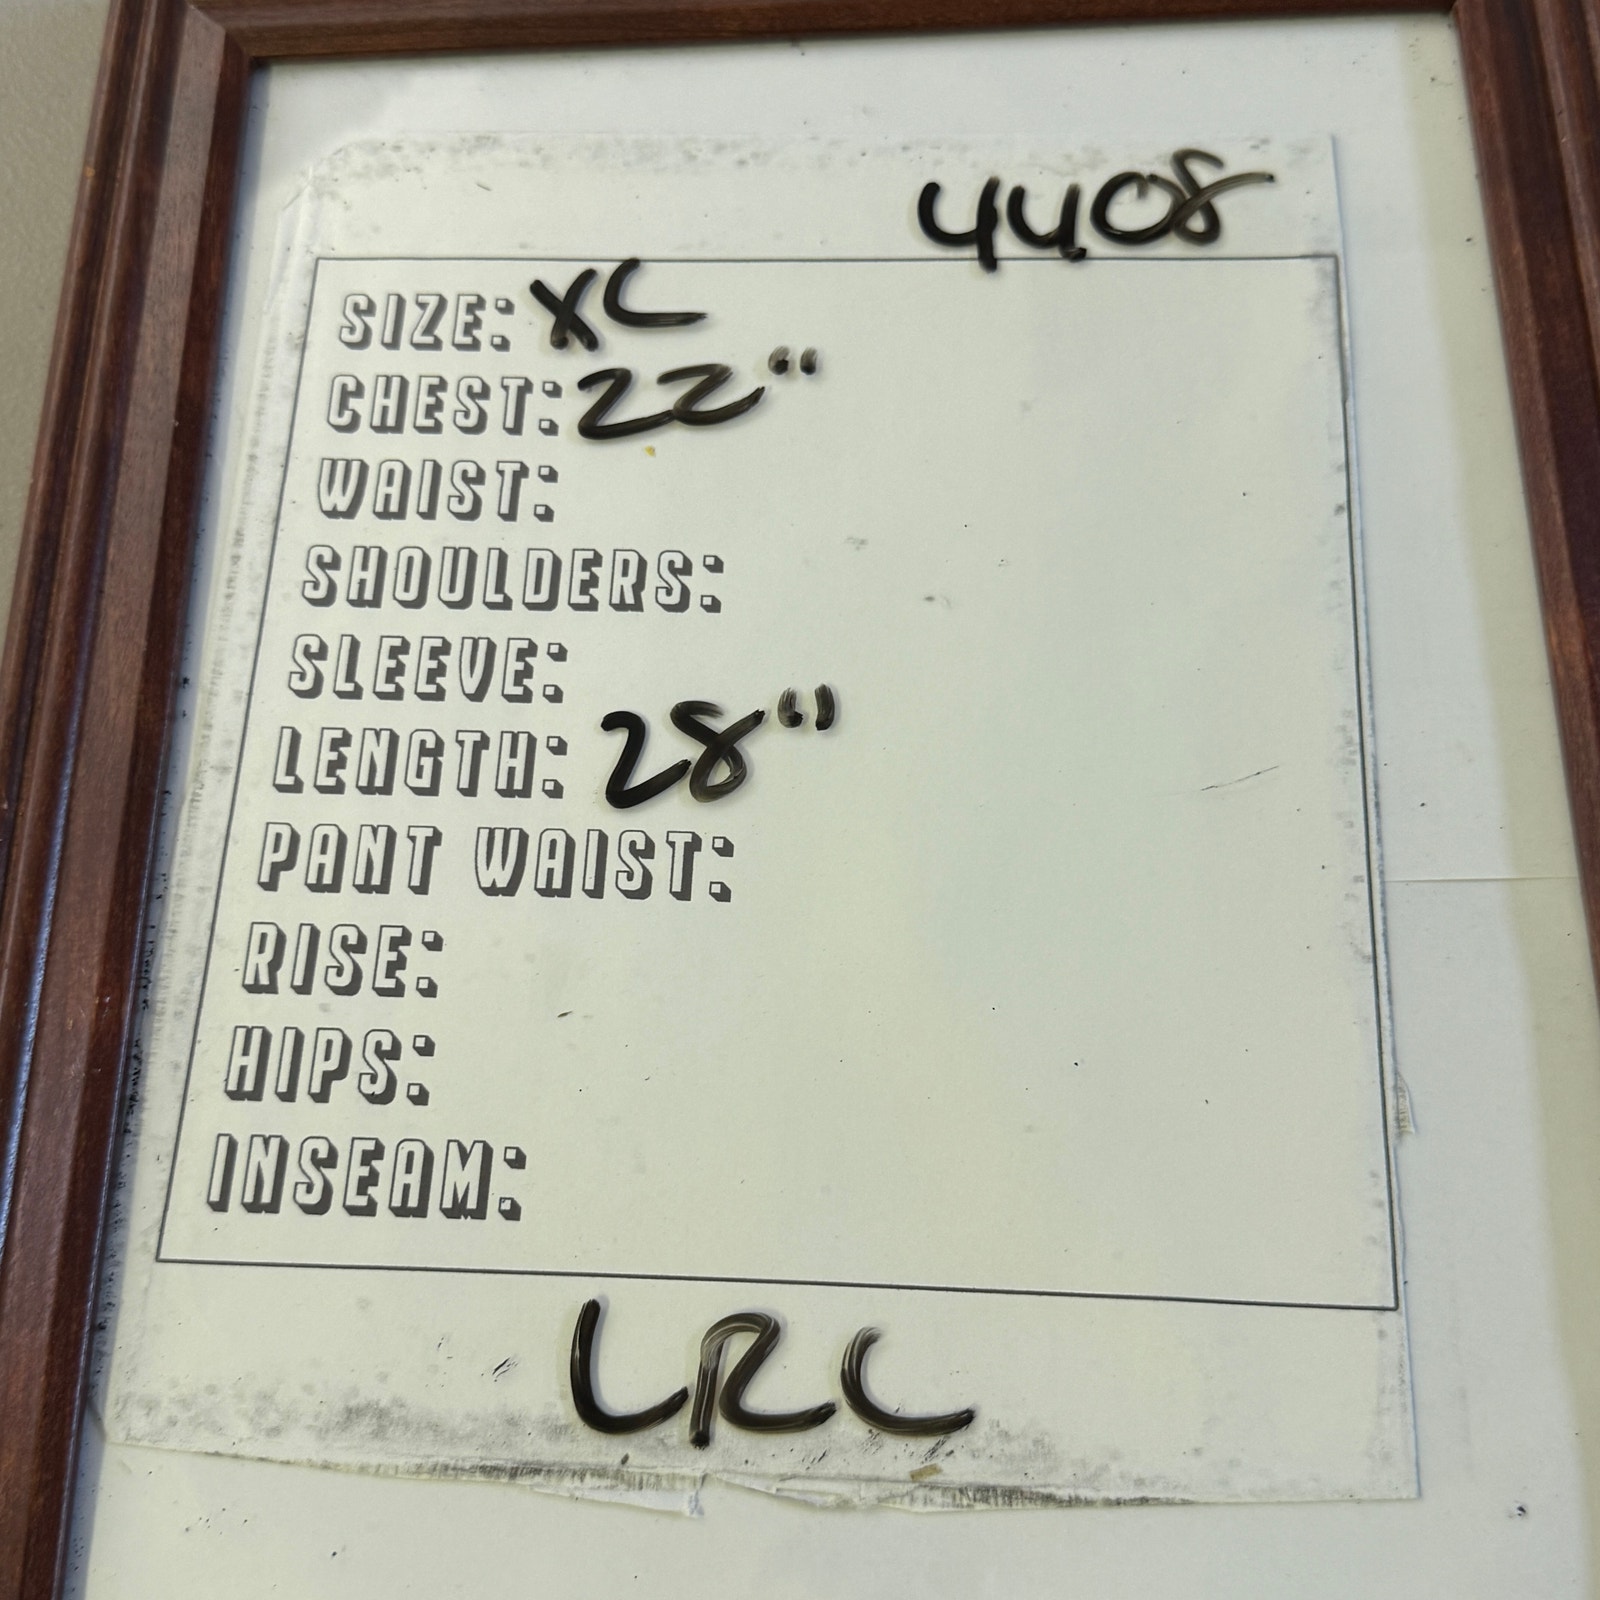 4408
SIZE: XL
CHEST: 22"
WAIST:
SHOULDERS:
SLEEVE:
LENGTH: 28"
PANT WAIST:
RISE:
HIPS:
INSEAM:
LRL